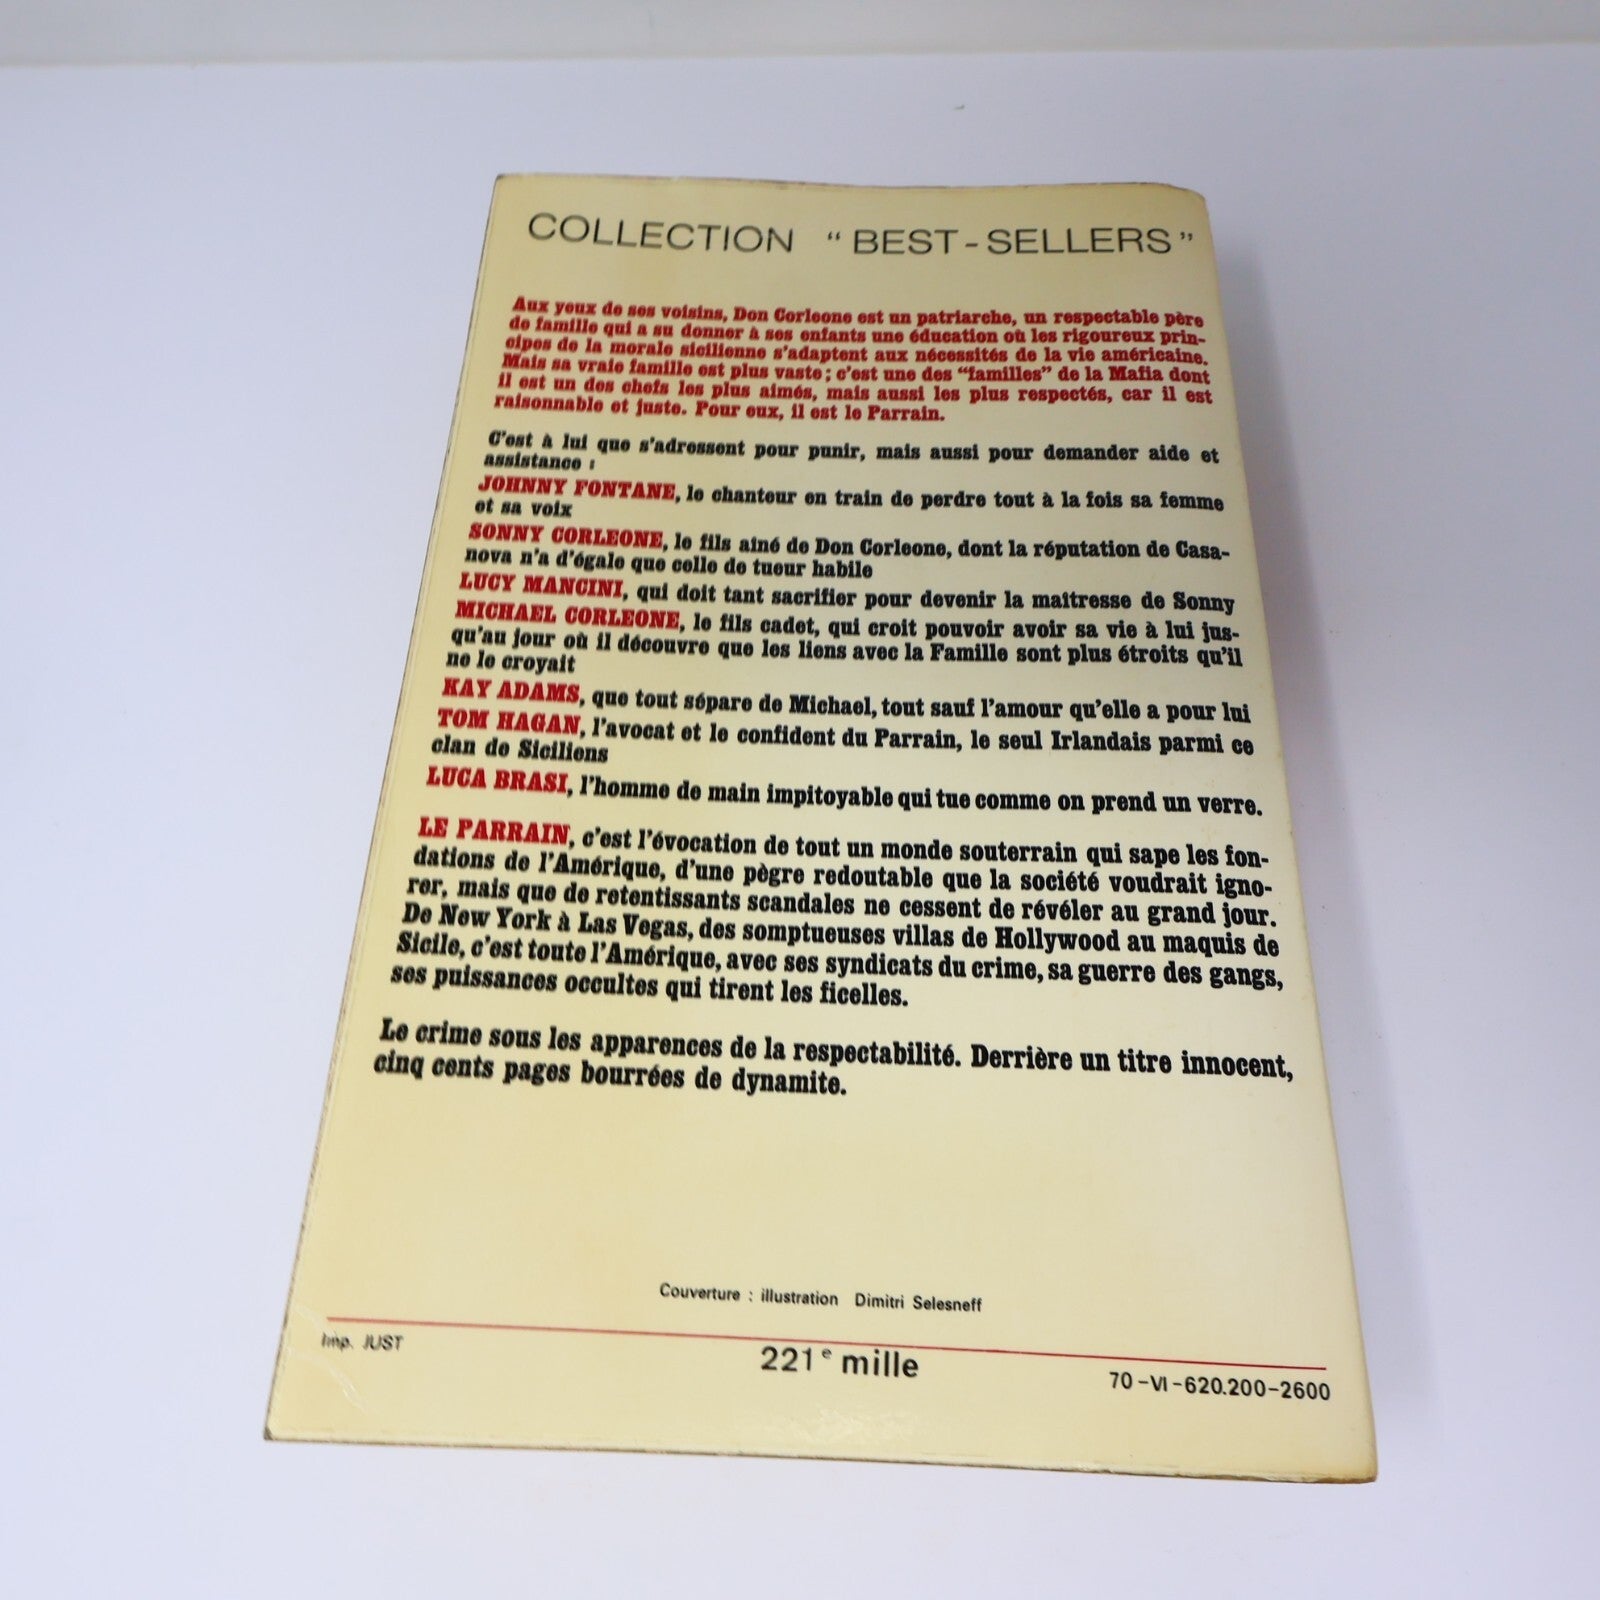 COLLECTION “ BEST - SELLERS ”
Aux yeux de ses voisins, Don Corleone est un patriarche, un respectable père
de famille qui a su donner à ses enfants une éducation où les rigoureux prin-
cipes de la morale sicilienne s'adaptent aux nécessités de la vie américaine.
Mais sa vraie famille est plus vaste ; c'est une des “familles” de la Mafia dont
il est un des chefs les plus aimés, mais aussi les plus respectés, car il est
raisonnable et juste. Pour eux, il est le Parrain.
C'est à lui que s'adressent pour punir, mais aussi pour demander aide et
assistance :
JOHNNY FONTANE, le chanteur en train de perdre tout à la fois sa femme
et sa voix
SONNY CORLEONE, le fils aîné de Don Corleone, dont la réputation de Casa-
nova n'a d'égale que celle de tueur habile
LUCY MANCINI, qui doit tant sacrifier pour devenir la maîtresse de Sonny
MICHAEL CORLEONE, le fils cadet, qui croit pouvoir avoir sa vie à lui jus-
qu'au jour où il découvre que les liens avec la Famille sont plus étroits qu'il
ne le croyait
KAY ADAMS, que tout sépare de Michael, tout sauf l'amour qu'elle a pour lui
TOM HAGAN, l'avocat et le confident du Parrain, le seul Irlandais parmi ce
clan de Siciliens
LUCA BRASI, l'homme de main impitoyable qui tue comme on prend un verre.
LE PARRAIN, c'est l'évocation de tout un monde souterrain qui sape les fon-
dations de l'Amérique, d'une pègre redoutable que la société voudrait igno-
rer, mais que de retentissants scandales ne cessent de révéler au grand jour.
De New York à Las Vegas, des somptueuses villas de Hollywood au maquis de
Sicile, c'est toute l'Amérique, avec ses syndicats du crime, sa guerre des gangs,
ses puissances occultes qui tirent les ficelles.
Le crime sous les apparences de la respectabilité. Derrière un titre innocent,
cinq cents pages bourrées de dynamite.
Couverture : illustration Dimitri Selesneff
Imp. JUST
221e mille
70-VI-620.200-2600